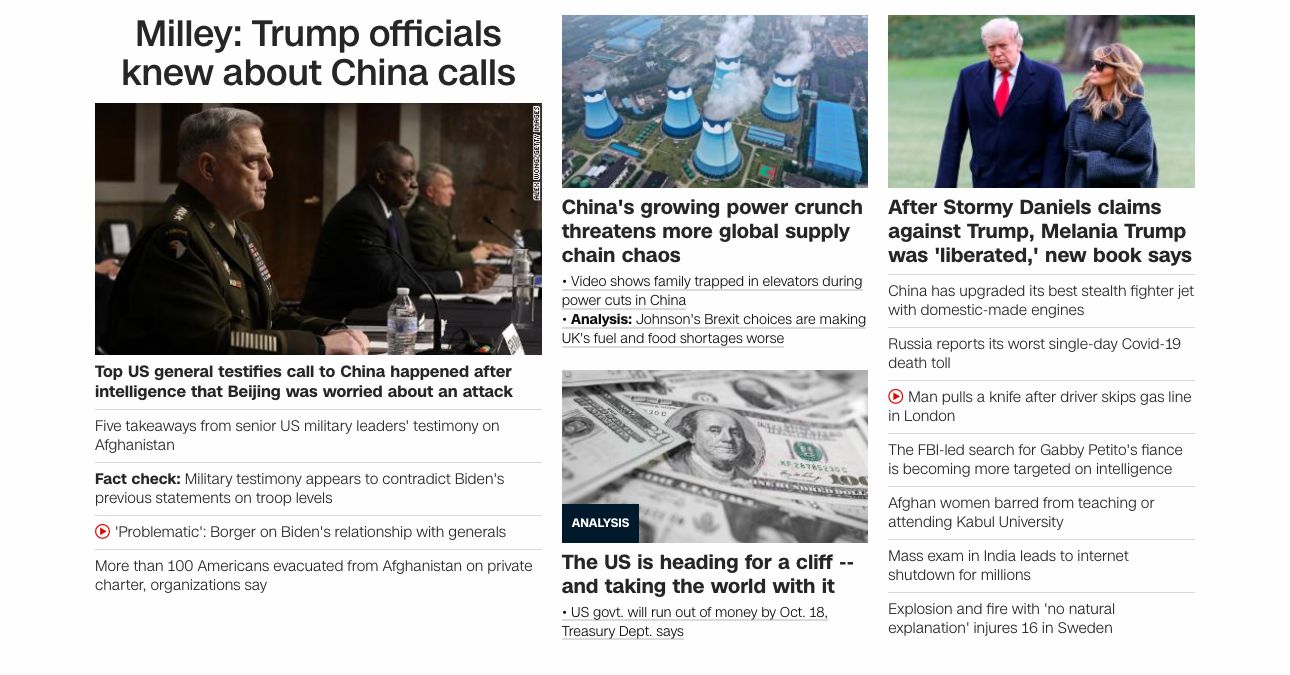 Milley: Trump officials
knew about China calls
ALEX WONG/GETTY IMAGES
Top US general testifies call to China happened after
intelligence that Beijing was worried about an attack
Five takeaways from senior US military leaders' testimony on
Afghanistan
Fact check: Military testimony appears to contradict Biden's
previous statements on troop levels
'Problematic': Borger on Biden's relationship with generals
More than 100 Americans evacuated from Afghanistan on private
charter, organizations say
China's growing power crunch
threatens more global supply
chain chaos
• Video shows family trapped in elevators during
power cuts in China
• Analysis: Johnson's Brexit choices are making
UK's fuel and food shortages worse
ANALYSIS
The US is heading for a cliff --
and taking the world with it
• US govt. will run out of money by Oct. 18,
Treasury Dept. says
After Stormy Daniels claims
against Trump, Melania Trump
was 'liberated,' new book says
China has upgraded its best stealth fighter jet
with domestic-made engines
Russia reports its worst single-day Covid-19
death toll
Man pulls a knife after driver skips gas line
in London
The FBI-led search for Gabby Petito's fiance
is becoming more targeted on intelligence
Afghan women barred from teaching or
attending Kabul University
Mass exam in India leads to internet
shutdown for millions
Explosion and fire with 'no natural
explanation' injures 16 in Sweden